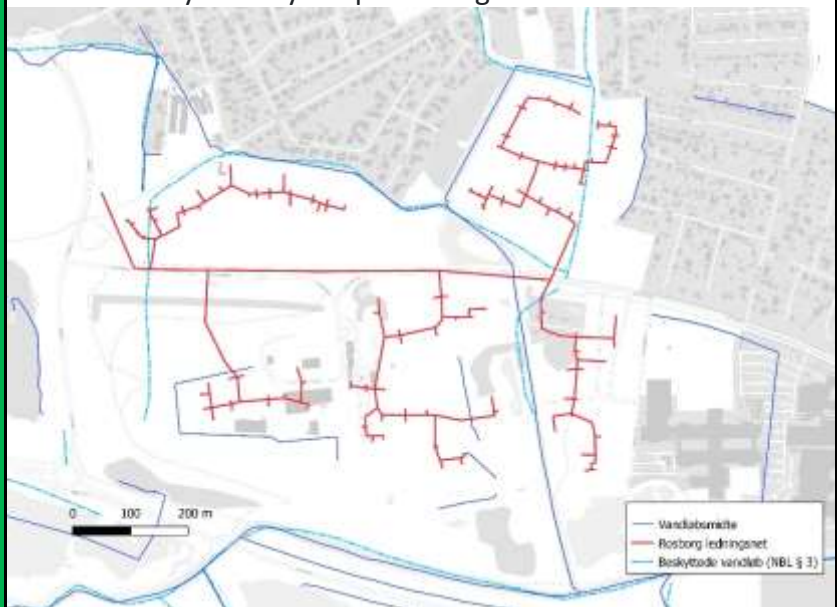 0 100 200 m
Vandløbsmidte
Rosborg ledningsnet
Beskyttede vandløb (NBL § 3)